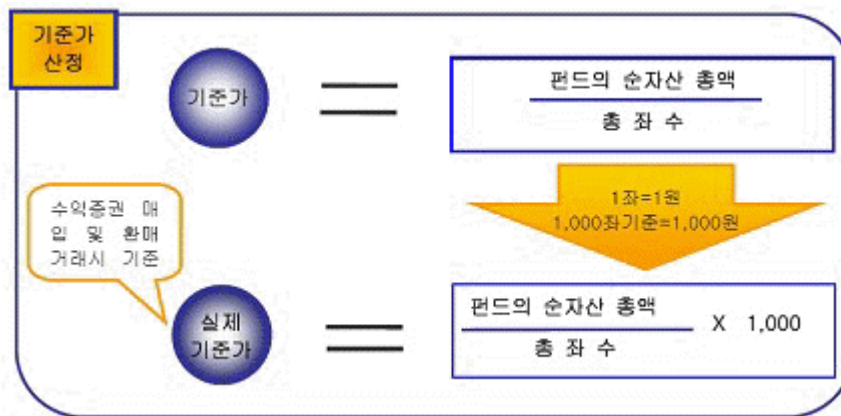 기준가
산정
기준가
펀드의 순자산 총액
총 좌 수
1좌=1원
1,000좌기준=1,000원
수익증권 매
입 및 환매
거래시 기준
실제
기준가
펀드의 순자산 총액
총 좌 수
X 1,000